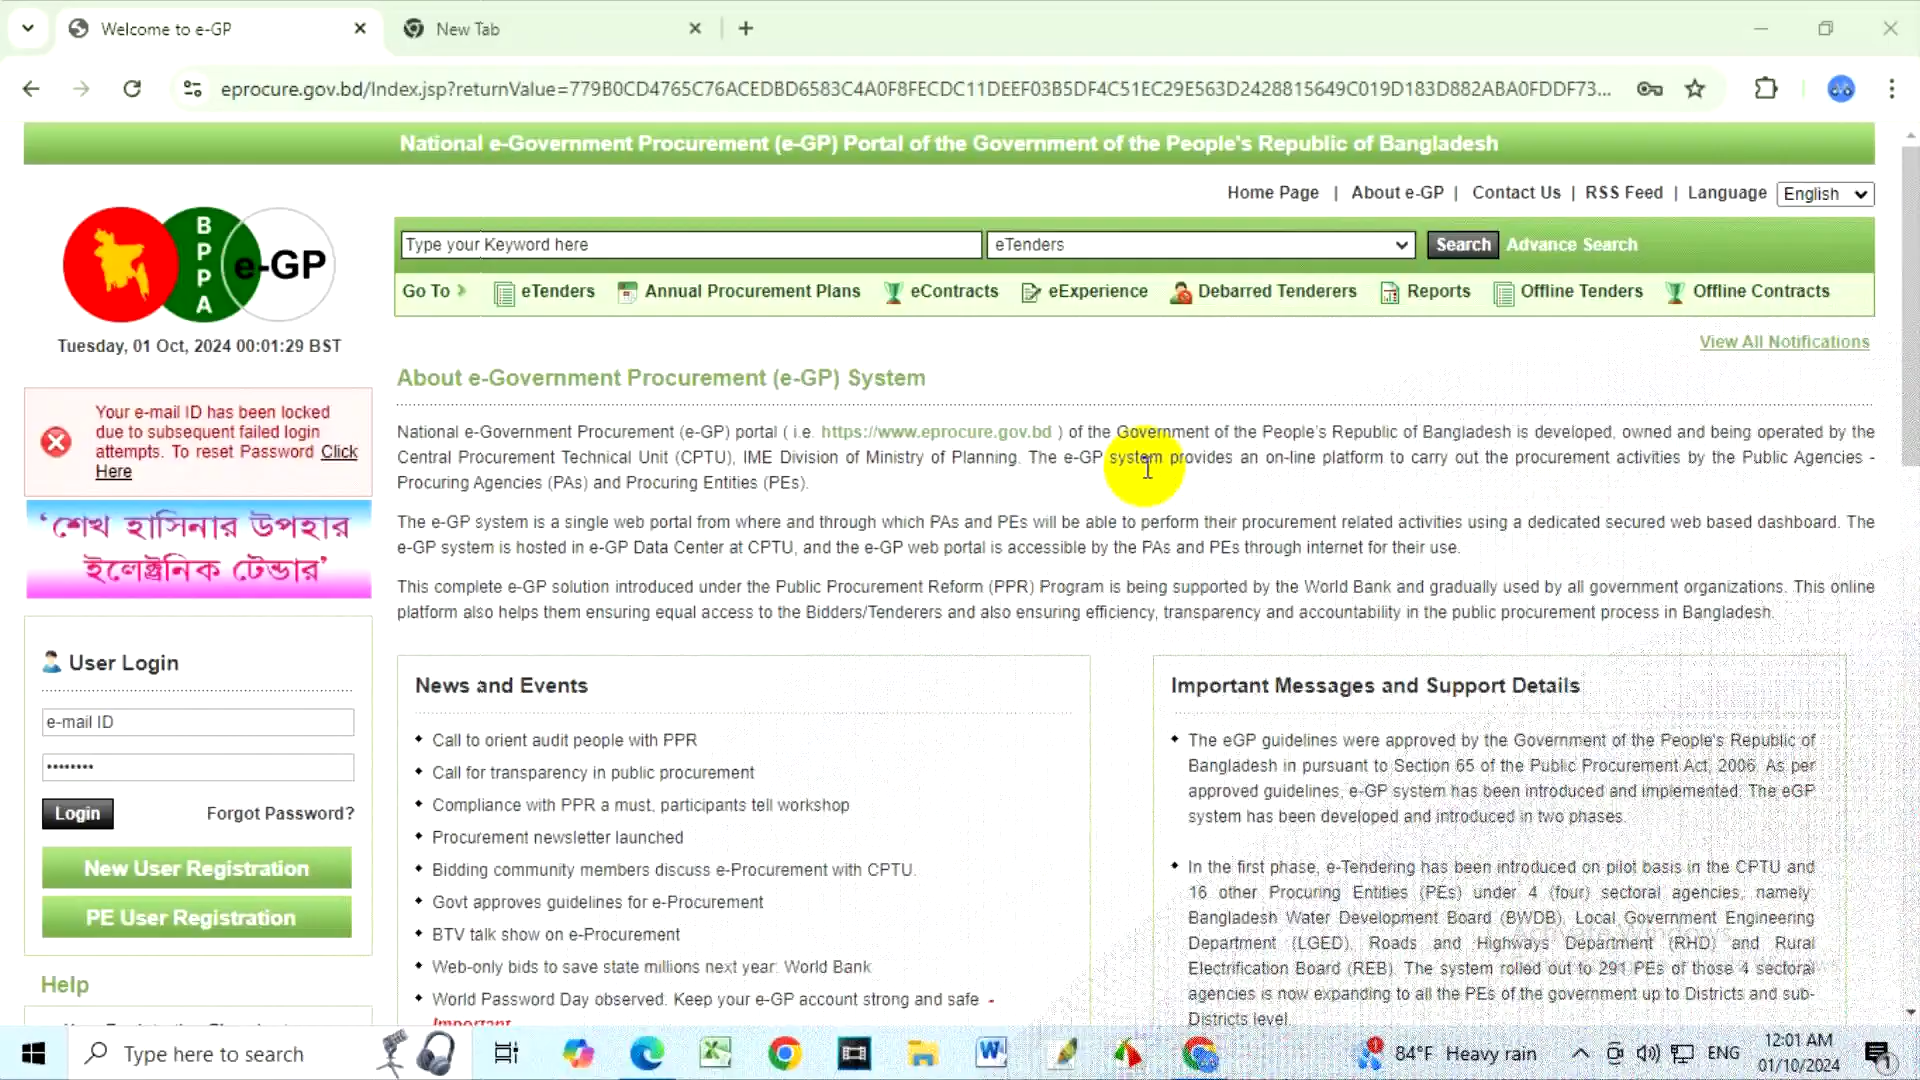 Welcome to e-GP
New Tab
eprocure.gov.bd/Index.jsp?returnValue=779B0CD4765C76ACEDBD6583C4A0F8FECDC11DEEF03B5DF4C51EC29E563D2428815649C019D183D882ABA0FDDF73...
National e-Government Procurement (e-GP) Portal of the Government of the People's Republic of Bangladesh
Home Page | About e-GP | Contact Us | RSS Feed | Language English
BPPA
e-GP
Type your Keyword here eTenders Search Advance Search
Go To eTenders Annual Procurement Plans eContracts eExperience Debarred Tenderers Reports Offline Tenders Offline Contracts
Tuesday, 01 Oct, 2024 00:01:29 BST
View All Notifications
Your e-mail ID has been locked
due to subsequent failed login
attempts. To reset Password Click
Here
‘শেখ হাসিনার উপহার
ইলেক্ট্রনিক টেন্ডার’
User Login
e-mail ID
••••••••
Login Forgot Password?
New User Registration
PE User Registration
Help
About e-Government Procurement (e-GP) System
National e-Government Procurement (e-GP) portal ( i.e. https://www.eprocure.gov.bd ) of the Government of the People's Republic of Bangladesh is developed, owned and being operated by the
Central Procurement Technical Unit (CPTU), IME Division of Ministry of Planning. The e-GP system provides an on-line platform to carry out the procurement activities by the Public Agencies -
Procuring Agencies (PAs) and Procuring Entities (PEs).
The e-GP system is a single web portal from where and through which PAs and PEs will be able to perform their procurement related activities using a dedicated secured web based dashboard. The
e-GP system is hosted in e-GP Data Center at CPTU, and the e-GP web portal is accessible by the PAs and PEs through internet for their use.
This complete e-GP solution introduced under the Public Procurement Reform (PPR) Program is being supported by the World Bank and gradually used by all government organizations. This online
platform also helps them ensuring equal access to the Bidders/Tenderers and also ensuring efficiency, transparency and accountability in the public procurement process in Bangladesh.
News and Events
Call to orient audit people with PPR
Call for transparency in public procurement
Compliance with PPR a must, participants tell workshop
Procurement newsletter launched
Bidding community members discuss e-Procurement with CPTU.
Govt approves guidelines for e-Procurement
BTV talk show on e-Procurement
Web-only bids to save state millions next year: World Bank
World Password Day observed. Keep your e-GP account strong and safe -
Important
Important Messages and Support Details
The eGP guidelines were approved by the Government of the People's Republic of
Bangladesh in pursuant to Section 65 of the Public Procurement Act, 2006. As per
approved guidelines, e-GP system has been introduced and implemented. The eGP
system has been developed and introduced in two phases.
In the first phase, e-Tendering has been introduced on pilot basis in the CPTU and
16 other Procuring Entities (PEs) under 4 (four) sectoral agencies, namely:
Bangladesh Water Development Board (BWDB), Local Government Engineering
Department (LGED), Roads and Highways Department (RHD) and Rural
Electrification Board (REB). The system rolled out to 291 PEs of those 4 sectoral
agencies is now expanding to all the PEs of the government up to Districts and sub-
Districts level.
Activate Windows
Type here to search
84°F Heavy rain
ENG
12:01 AM
01/10/2024